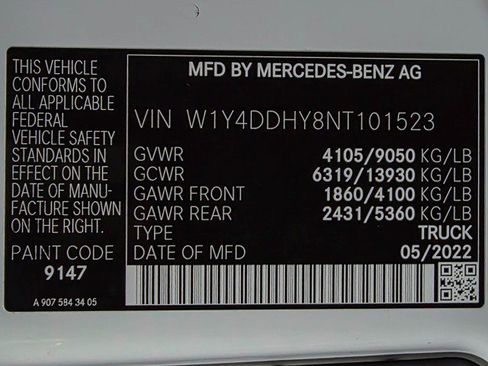 THIS VEHICLE
CONFORMS TO
ALL APPLICABLE
FEDERAL
VEHICLE SAFETY
STANDARDS IN
EFFECT ON THE
DATE OF MANU-
FACTURE SHOWN
ON THE RIGHT.
PAINT CODE
9147
A 907 584 34 05
MFD BY MERCEDES-BENZ AG
VIN W1Y4DDHY8NT101523
GVWR 4105/9050 KG/LB
GCWR 6319/13930 KG/LB
GAWR FRONT 1860/4100 KG/LB
GAWR REAR 2431/5360 KG/LB
TYPE TRUCK
DATE OF MFD 05/2022